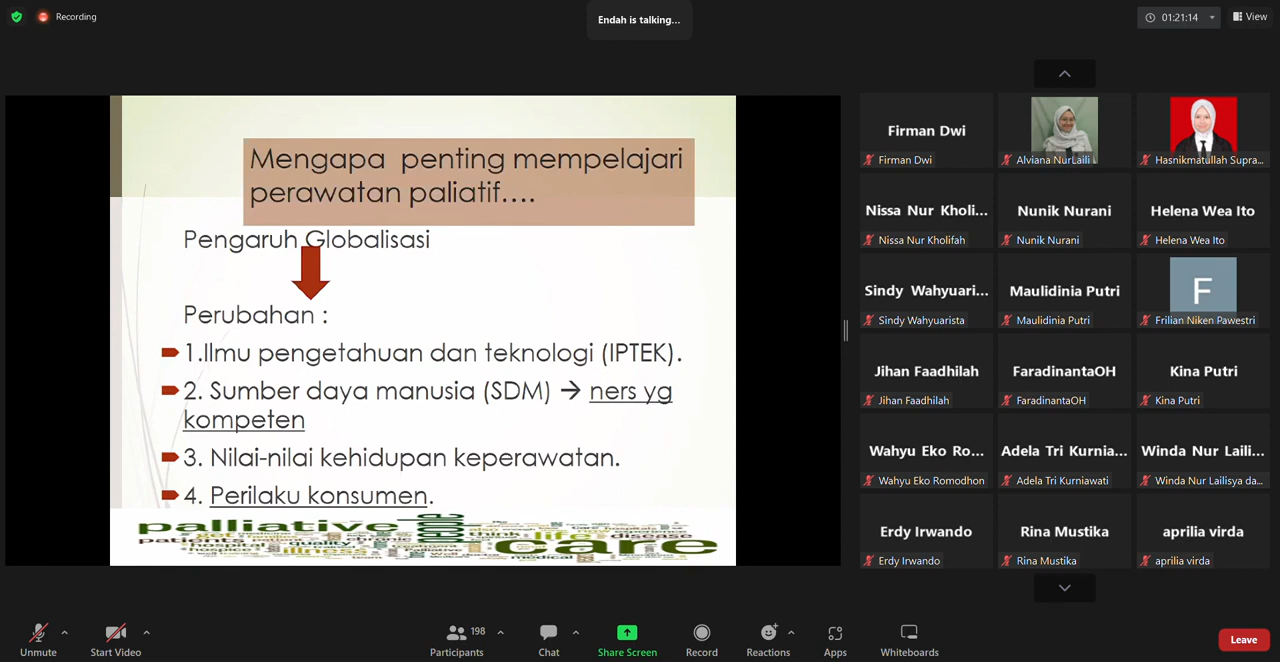 Recording
Endah is talking...
01:21:14
View
Mengapa penting mempelajari
perawatan paliatif....
Pengaruh Globalisasi
Perubahan :
1.Ilmu pengetahuan dan teknologi (IPTEK).
2. Sumber daya manusia (SDM) → ners yg
kompeten
3. Nilai-nilai kehidupan keperawatan.
4. Perilaku konsumen.
palliative
life
disease
quality
hospice
illness
care
medical
Firman Dwi
Firman Dwi
Alviana NurLaili
Hasnikmatullah Supra...
Nissa Nur Kholi...
Nunik Nurani
Helena Wea Ito
Nissa Nur Kholifah
Nunik Nurani
Helena Wea Ito
Sindy Wahyuari...
Maulidinia Putri
F
Sindy Wahyuarista
Maulidinia Putri
Frilian Niken Pawestri
Jihan Faadhilah
FaradinantaOH
Kina Putri
Jihan Faadhilah
FaradinantaOH
Kina Putri
Wahyu Eko Ro...
Adela Tri Kurnia...
Winda Nur Laili...
Wahyu Eko Romodhon
Adela Tri Kurniawati
Winda Nur Lailisya da...
Erdy Irwando
Rina Mustika
aprilia virda
Erdy Irwando
Rina Mustika
aprilia virda
Unmute
Start Video
198
Participants
Chat
Share Screen
Record
Reactions
Apps
Whiteboards
Leave